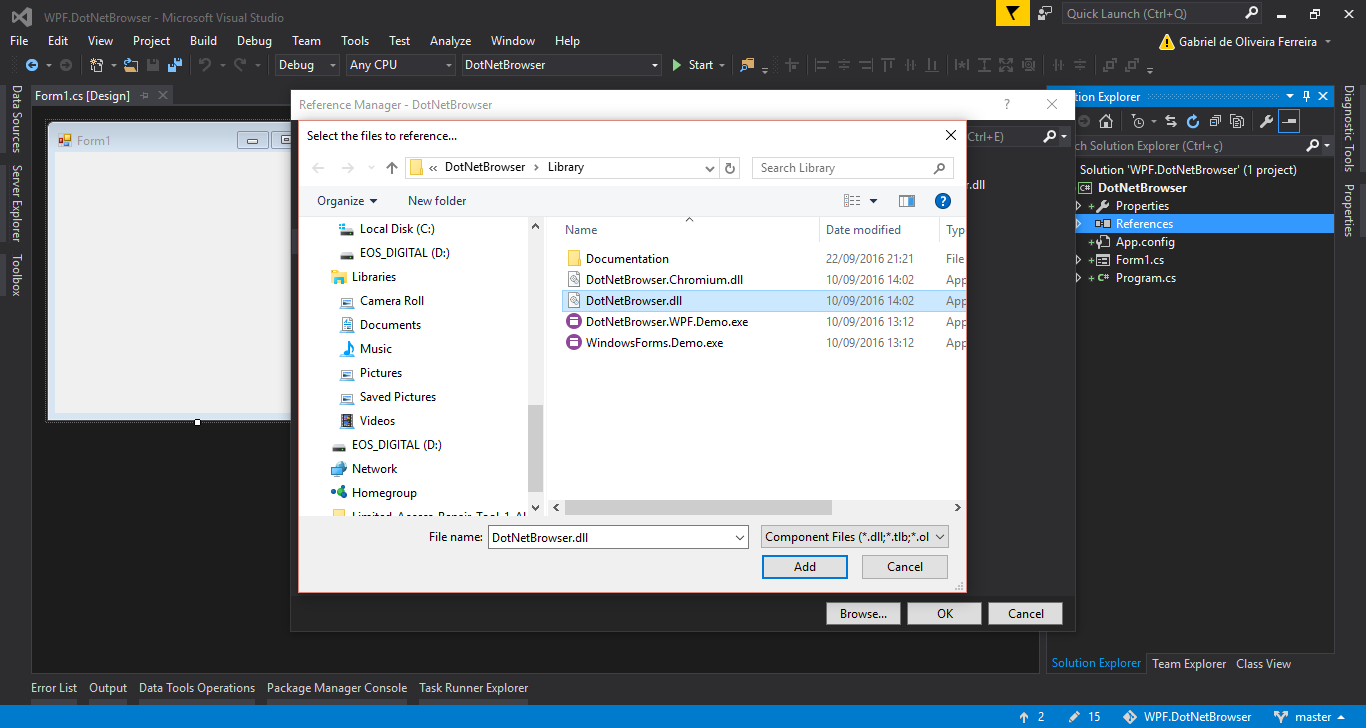 WPF.DotNetBrowser - Microsoft Visual Studio
Quick Launch (Ctrl+Q)
File Edit View Project Build Debug Team Tools Test Analyze Window Help
Gabriel de Oliveira Ferreira
Debug Any CPU DotNetBrowser Start
Form1.cs [Design]
Data Sources
Server Explorer
Toolbox
Form1
Reference Manager - DotNetBrowser
?
Ctrl+E)
r.dll
Select the files to reference...
« DotNetBrowser › Library
Search Library
Organize New folder
?
Local Disk (C:)
EOS_DIGITAL (D:)
Libraries
Camera Roll
Documents
Music
Pictures
Saved Pictures
Videos
EOS_DIGITAL (D:)
Network
Homegroup
Limited_Access_Repair_Tool_1_Al
Name Date modified Typ
Documentation 22/09/2016 21:21 File
DotNetBrowser.Chromium.dll 10/09/2016 14:02 App
DotNetBrowser.dll 10/09/2016 14:02 App
DotNetBrowser.WPF.Demo.exe 10/09/2016 13:12 App
WindowsForms.Demo.exe 10/09/2016 13:12 App
File name: DotNetBrowser.dll Component Files (*.dll;*.tlb;*.ol
Add Cancel
Browse... OK Cancel
tion Explorer
ch Solution Explorer (Ctrl+ç)
Solution 'WPF.DotNetBrowser' (1 project)
C# DotNetBrowser
Properties
References
App.config
Form1.cs
C# Program.cs
Diagnostic Tools
Properties
Solution Explorer Team Explorer Class View
Error List Output Data Tools Operations Package Manager Console Task Runner Explorer
2 15 WPF.DotNetBrowser master